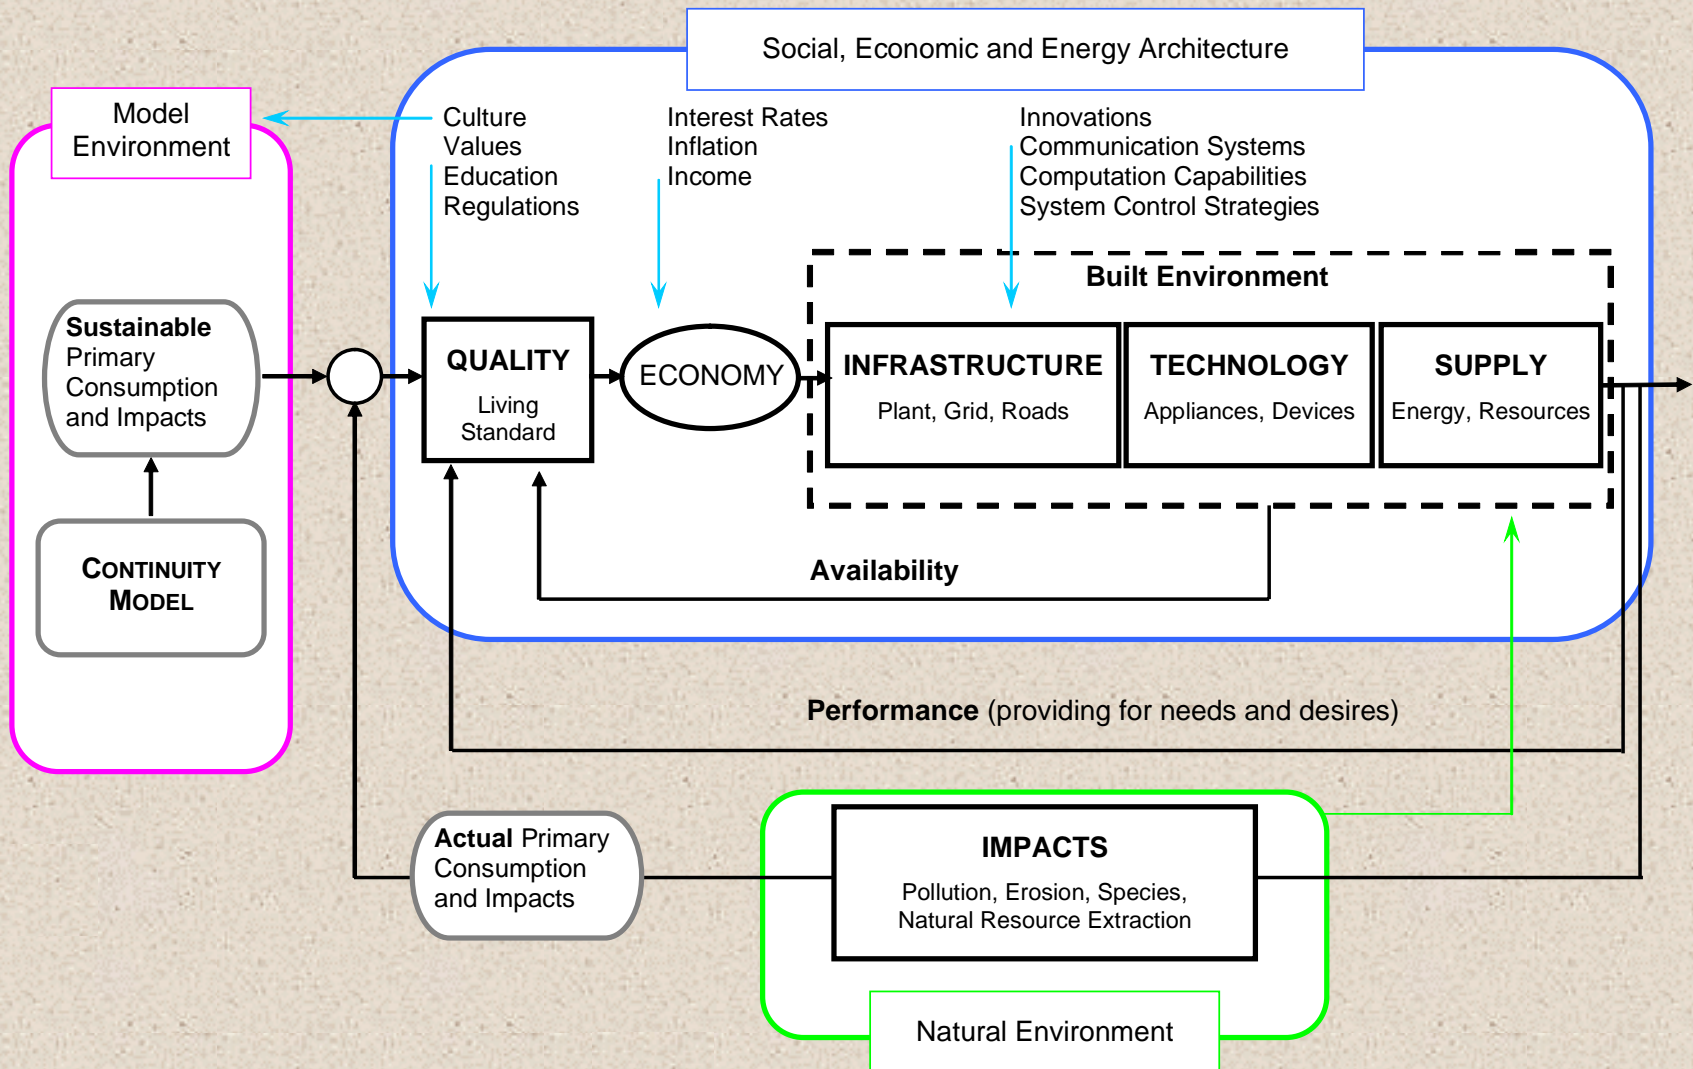 Social, Economic and Energy Architecture
Model
Environment
Culture
Values
Education
Regulations
Interest Rates
Inflation
Income
Innovations
Communication Systems
Computation Capabilities
System Control Strategies
Built Environment
Sustainable
Primary
Consumption
and Impacts
QUALITY
Living
Standard
ECONOMY
INFRASTRUCTURE
Plant, Grid, Roads
TECHNOLOGY
Appliances, Devices
SUPPLY
Energy, Resources
CONTINUITY
MODEL
Availability
Performance (providing for needs and desires)
Actual Primary
Consumption
and Impacts
IMPACTS
Pollution, Erosion, Species,
Natural Resource Extraction
Natural Environment